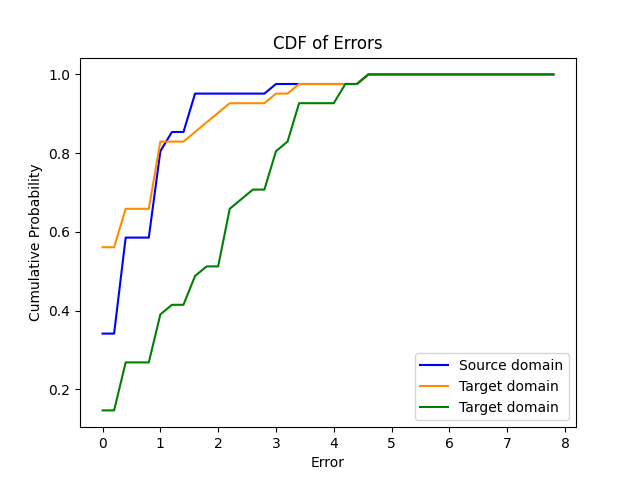 CDF of Errors
1.0
0.8
0.6
0.4
0.2
Cumulative Probability
Source domain
Target domain
Target domain
0 1 2 3 4 5 6 7 8
Error